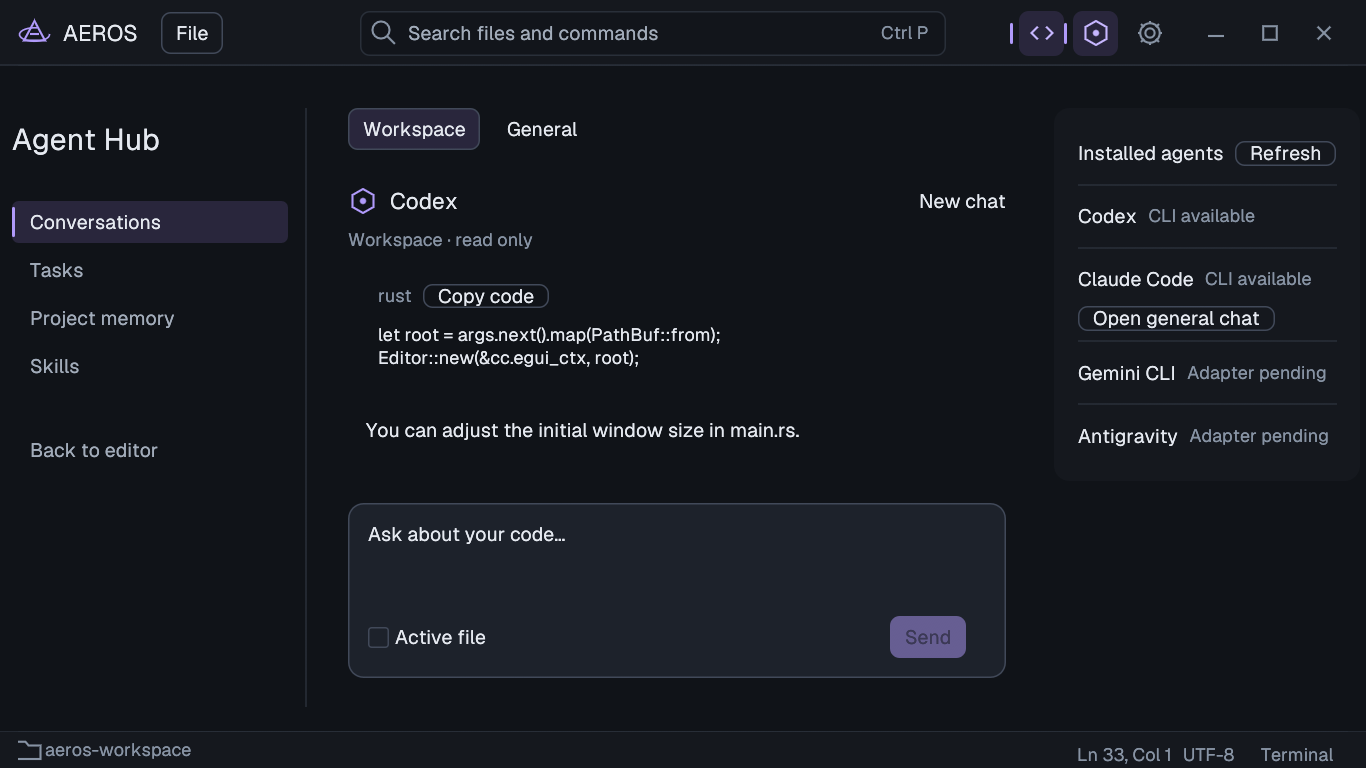 AEROS File Search files and commands Ctrl P
Agent Hub
Conversations
Tasks
Project memory
Skills
Back to editor
Workspace General
Codex New chat
Workspace · read only
rust Copy code
let root = args.next().map(PathBuf::from);
Editor::new(&cc.egui_ctx, root);
You can adjust the initial window size in main.rs.
Ask about your code…
Active file Send
Installed agents Refresh
Codex CLI available
Claude Code CLI available
Open general chat
Gemini CLI Adapter pending
Antigravity Adapter pending
aeros-workspace Ln 33, Col 1 UTF-8 Terminal